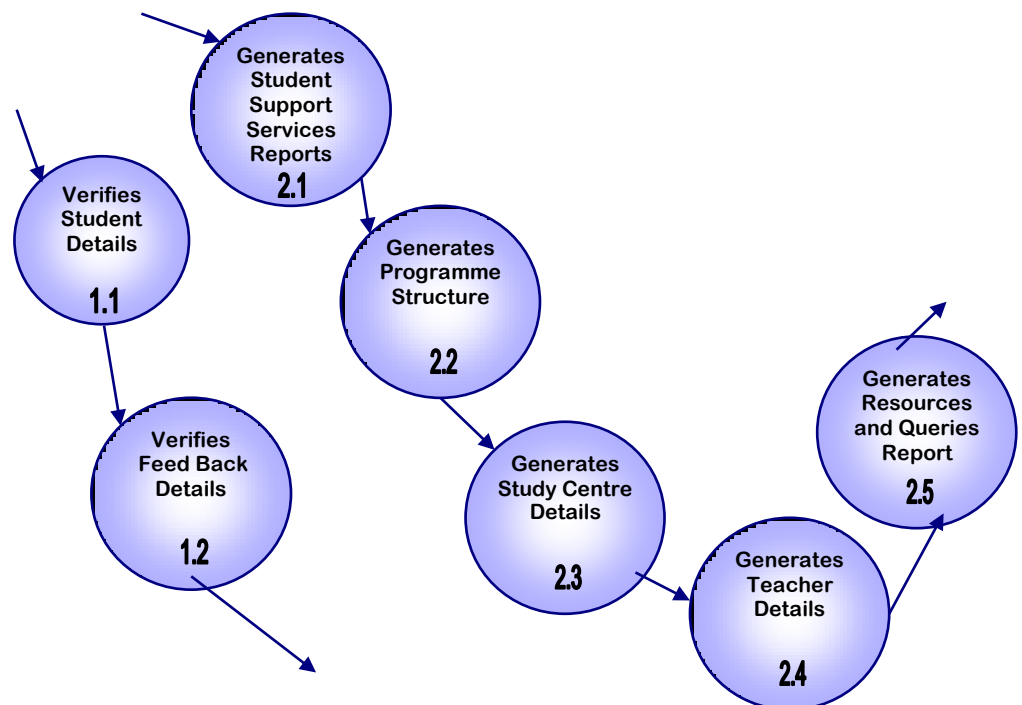 Generates
Student
Support
Services
Reports
2.1
Verifies
Student
Details
1.1
Generates
Programme
Structure
2.2
Verifies
Feed Back
Details
1.2
Generates
Study Centre
Details
2.3
Generates
Teacher
Details
2.4
Generates
Resources
and Queries
Report
2.5